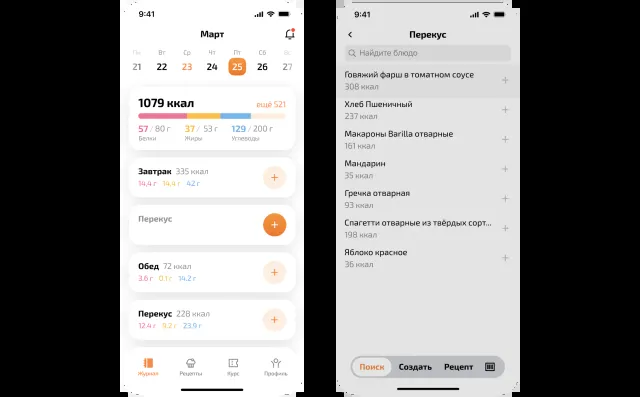 9:41
Март
Пн Вт Ср Чт Пт Сб Вс
21 22 23 24 25 26 27
1079 ккал
ещё 521
57 / 80 г 37 / 53 г 129 / 200 г
Белки Жиры Углеводы
Завтрак 335 ккал
14,4 г 14,4 г 42 г
Перекус
Обед 72 ккал
3.6 г 0.1 г 14.2 г
Перекус 228 ккал
12.4 г 9.2 г 23,9 г
Журнал Рецепты Курс Профиль
9:41
Перекус
Найдите блюдо
Говяжий фарш в томатном соусе
308 ккал
Хлеб Пшеничный
237 ккал
Макароны Barilla отварные
161 ккал
Мандарин
35 ккал
Гречка отварная
93 ккал
Спагетти отварные из твёрдых сорт...
198 ккал
Яблоко красное
36 ккал
Поиск Создать Рецепт